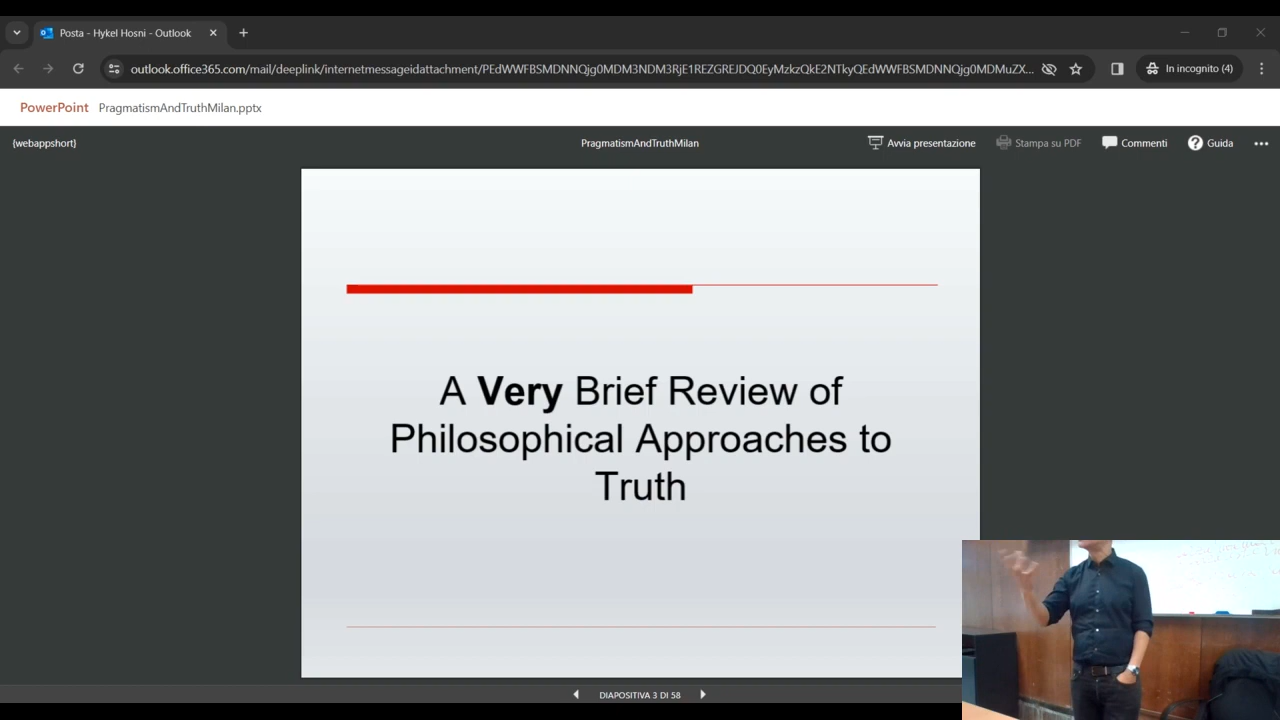 Posta - Hykel Hosni - Outlook
outlook.office365.com/mail/deeplink/internetmessageidattachment/PEdWWFBSMDNNQjg0MDM3NDM3RjE1REZGREJDQ0EyMzkzQkE2NTkyQEdWWFBSMDNNQjg0MDMuZX...
In incognito (4)
PowerPoint PragmatismAndTruthMilan.pptx
{webappshort}
PragmatismAndTruthMilan
Avvia presentazione
Stampa su PDF
Commenti
Guida
A Very Brief Review of
Philosophical Approaches to
Truth
DIAPOSITIVA 3 DI 58